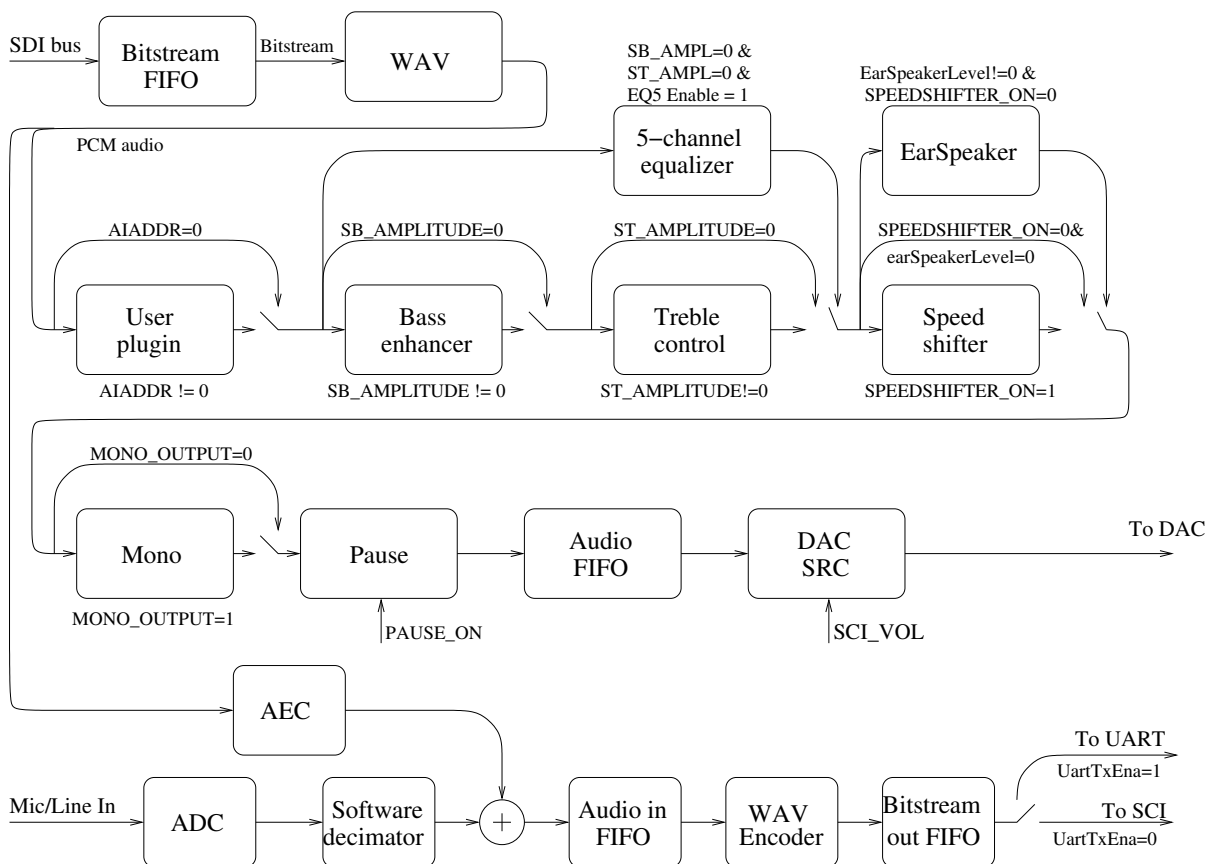 SDI bus
Bitstream
FIFO
Bitstream
WAV
SB_AMPL=0 &
ST_AMPL=0 &
EQ5 Enable = 1
EarSpeakerLevel!=0 &
SPEEDSHIFTER_ON=0
PCM audio
5−channel
equalizer
EarSpeaker
AIADDR=0
SB_AMPLITUDE=0
ST_AMPLITUDE=0
SPEEDSHIFTER_ON=0&
earSpeakerLevel=0
User
plugin
Bass
enhancer
Treble
control
Speed
shifter
AIADDR != 0
SB_AMPLITUDE != 0
ST_AMPLITUDE!=0
SPEEDSHIFTER_ON=1
MONO_OUTPUT=0
Mono
Pause
Audio
FIFO
DAC
SRC
To DAC
MONO_OUTPUT=1
PAUSE_ON
SCI_VOL
AEC
To UART
UartTxEna=1
Mic/Line In
ADC
Software
decimator
+
Audio in
FIFO
WAV
Encoder
Bitstream
out FIFO
To SCI
UartTxEna=0